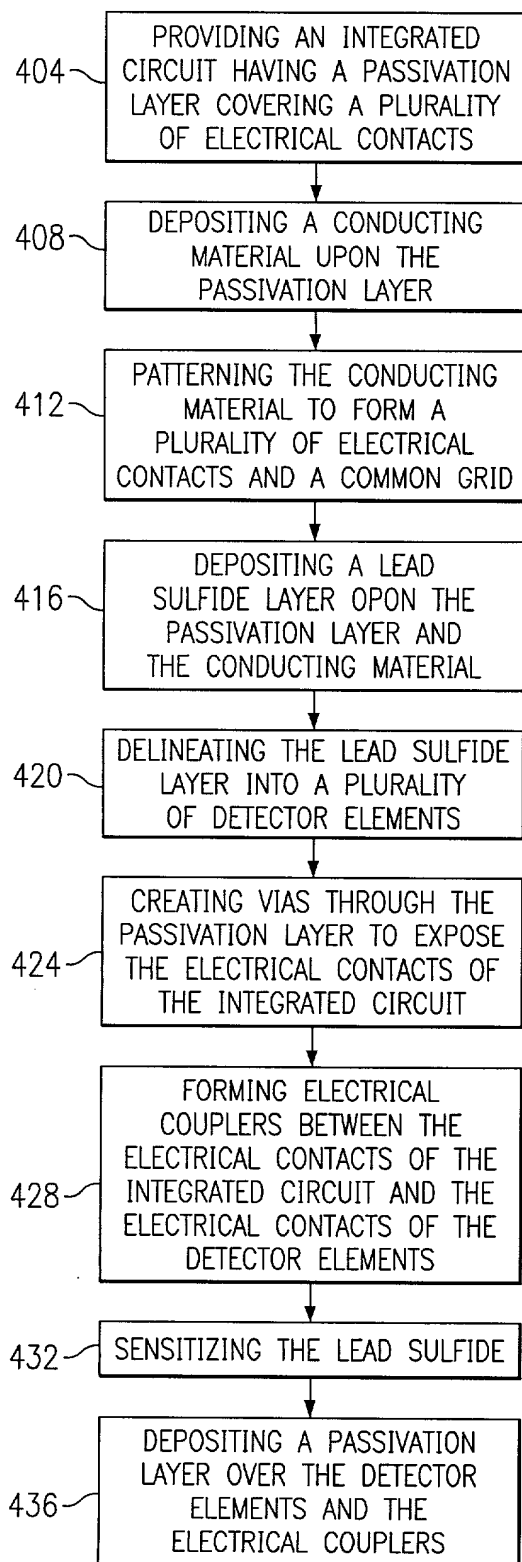 404
PROVIDING AN INTEGRATED
CIRCUIT HAVING A PASSIVATION
LAYER COVERING A PLURALITY
OF ELECTRICAL CONTACTS
408
DEPOSITING A CONDUCTING
MATERIAL UPON THE
PASSIVATION LAYER
412
PATTERNING THE CONDUCTING
MATERIAL TO FORM A
PLURALITY OF ELECTRICAL
CONTACTS AND A COMMON GRID
416
DEPOSITING A LEAD
SULFIDE LAYER OPON THE
PASSIVATION LAYER AND
THE CONDUCTING MATERIAL
420
DELINEATING THE LEAD SULFIDE
LAYER INTO A PLURALITY
OF DETECTOR ELEMENTS
424
CREATING VIAS THROUGH THE
PASSIVATION LAYER TO EXPOSE
THE ELECTRICAL CONTACTS OF
THE INTEGRATED CIRCUIT
428
FORMING ELECTRICAL
COUPLERS BETWEEN THE
ELECTRICAL CONTACTS OF THE
INTEGRATED CIRCUIT AND THE
ELECTRICAL CONTACTS OF THE
DETECTOR ELEMENTS
432
SENSITIZING THE LEAD SULFIDE
436
DEPOSITING A PASSIVATION
LAYER OVER THE DETECTOR
ELEMENTS AND THE
ELECTRICAL COUPLERS